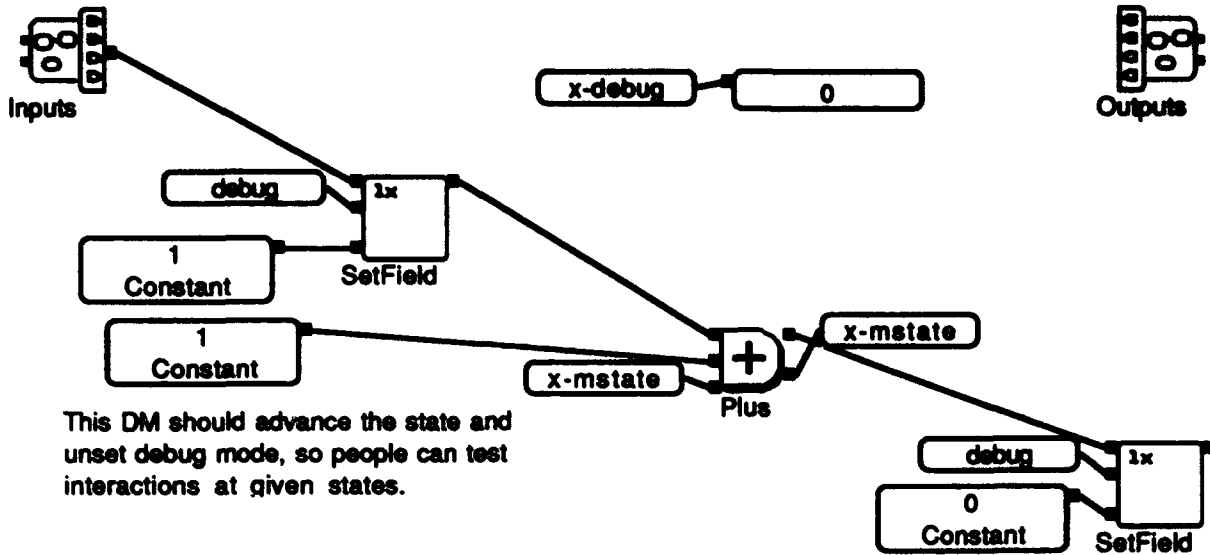 Inputs
x-debug
0
Outputs
debug
1x
1
Constant
SetField
1
Constant
x-mstate
+
Plus
x-mstate
This DM should advance the state and
unset debug mode, so people can test
interactions at given states.
debug
1x
0
Constant
SetField